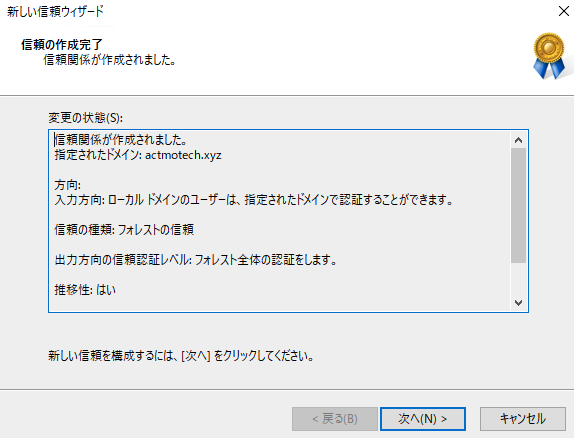 新しい信頼ウィザード
信頼の作成完了
信頼関係が作成されました。
変更の状態(S):
信頼関係が作成されました。
指定されたドメイン: actmotech.xyz
方向:
入力方向: ローカル ドメインのユーザーは、指定されたドメインで認証することができます。
信頼の種類: フォレストの信頼
出力方向の信頼認証レベル: フォレスト全体の認証をします。
推移性: はい
新しい信頼を構成するには、[次へ] をクリックしてください。
< 戻る(B)
次へ(N) >
キャンセル